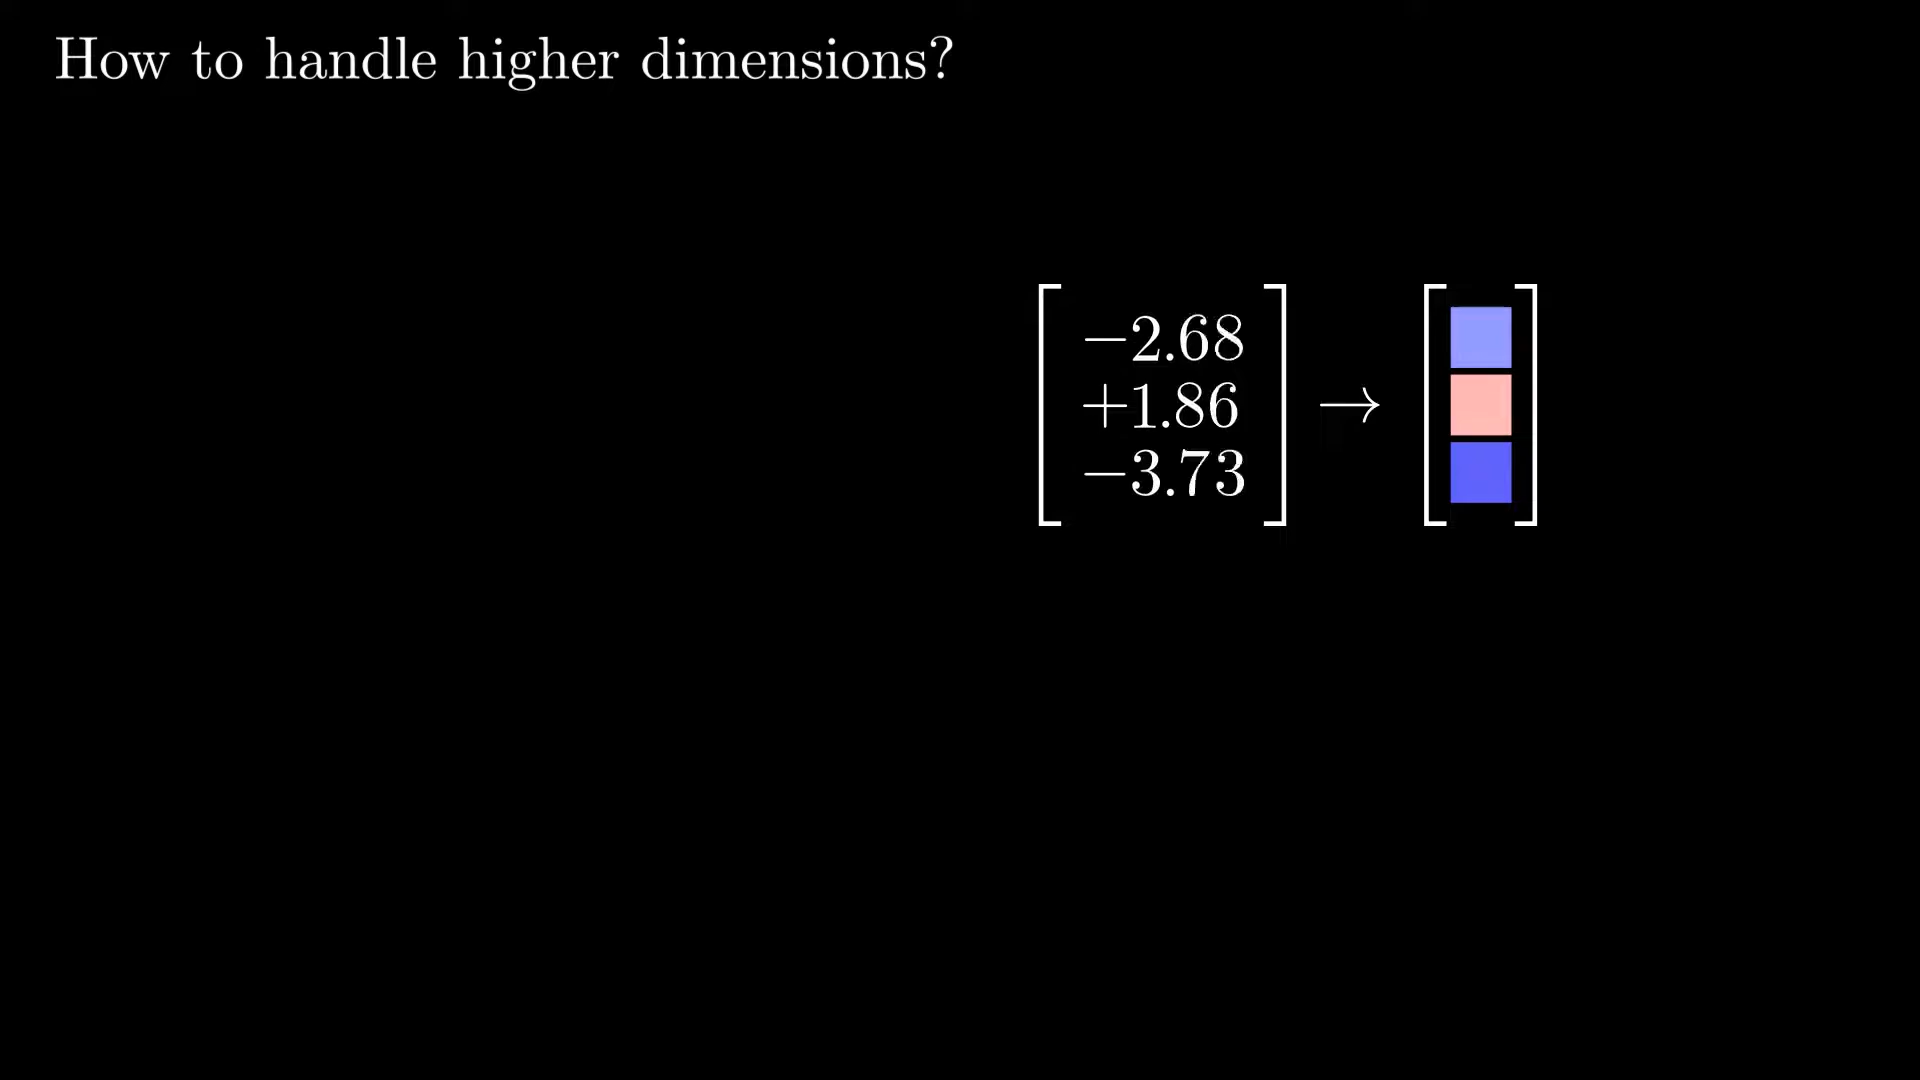 How to handle higher dimensions?
−2.68
+1.86 →
−3.73